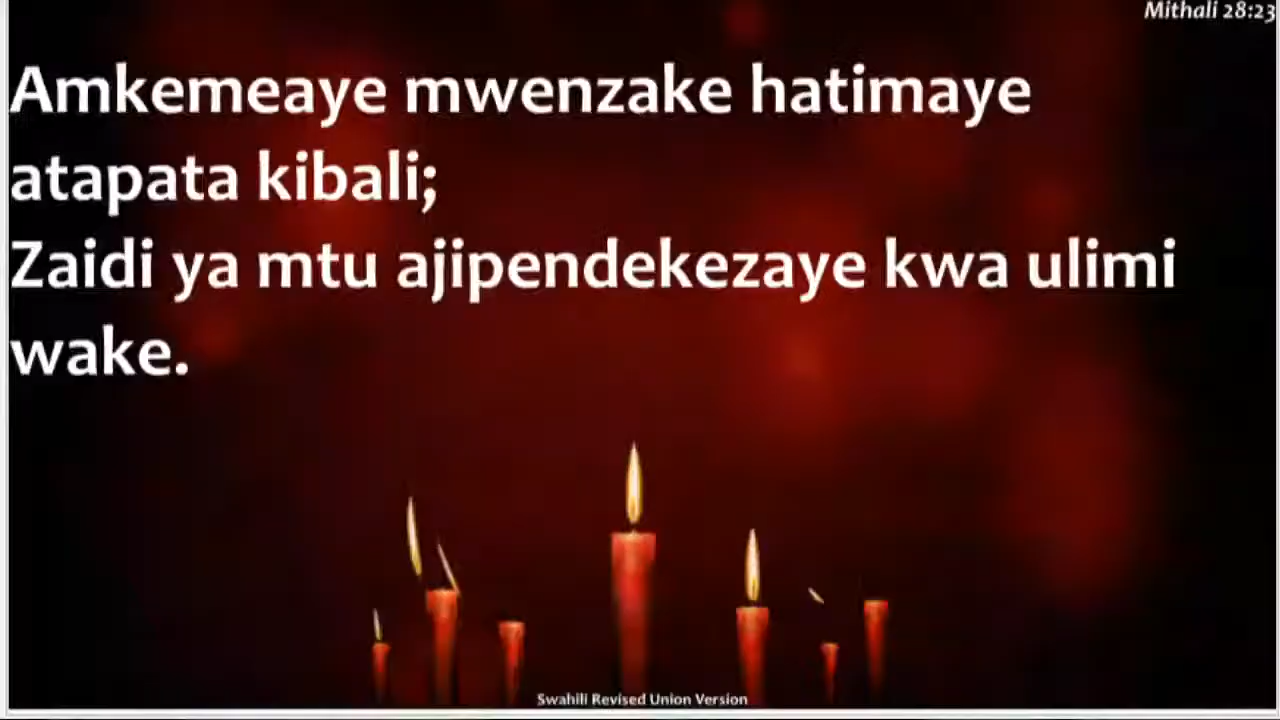 Mithali 28:23
Amkemeaye mwenzake hatimaye
atapata kibali;
Zaidi ya mtu ajipendekezaye kwa ulimi
wake.
Swahili Revised Union Version